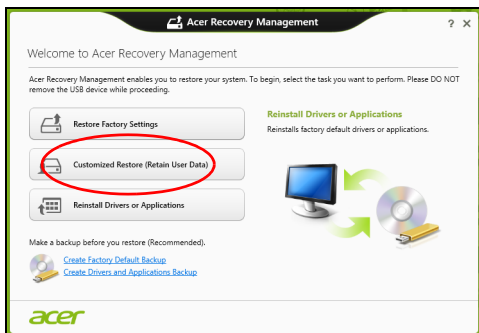 Acer Recovery Management
? X
Welcome to Acer Recovery Management
Acer Recovery Management enables you to restore your system. To begin, select the task you want to perform. Please DO NOT
remove the USB device while proceeding.
Restore Factory Settings
Customized Restore (Retain User Data)
Reinstall Drivers or Applications
Reinstall Drivers or Applications
Reinstalls factory default drivers or applications.
Make a backup before you restore (Recommended).
Create Factory Default Backup
Create Drivers and Applications Backup
acer